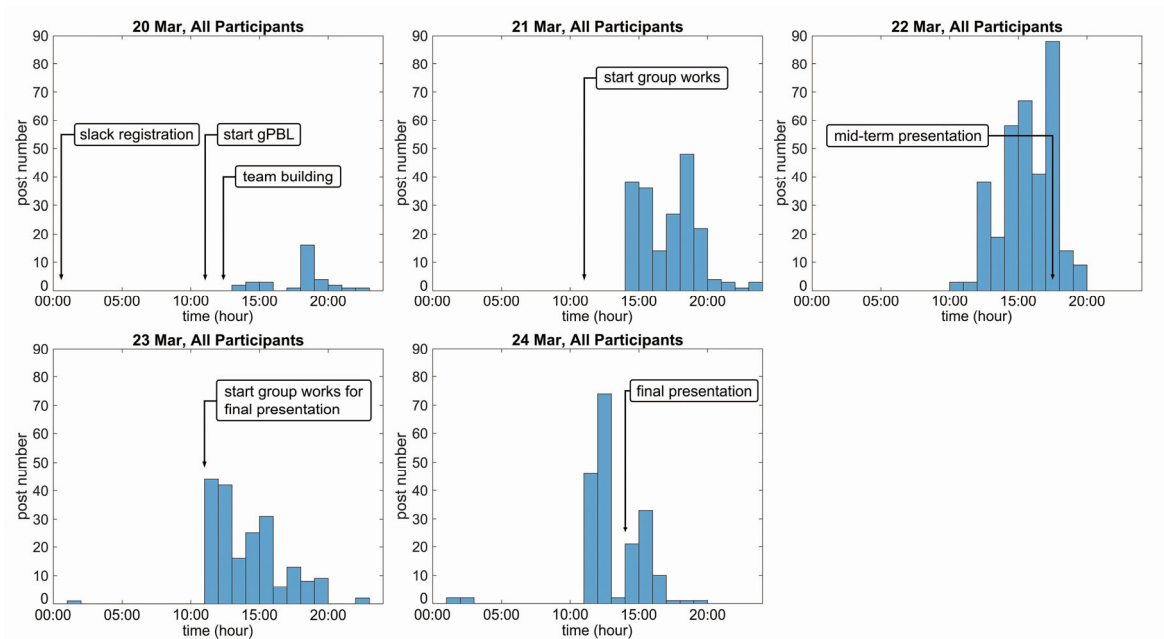 20 Mar, All Participants
90
80
70
60
50
40
30
20
10
0
post number
slack registration
start gPBL
team building
00:00 05:00 10:00 15:00 20:00
time (hour)
21 Mar, All Participants
90
80
70
60
50
40
30
20
10
0
post number
start group works
00:00 05:00 10:00 15:00 20:00
time (hour)
22 Mar, All Participants
90
80
70
60
50
40
30
20
10
0
post number
mid-term presentation
00:00 05:00 10:00 15:00 20:00
time (hour)
23 Mar, All Participants
90
80
70
60
50
40
30
20
10
0
post number
start group works for
final presentation
00:00 05:00 10:00 15:00 20:00
time (hour)
24 Mar, All Participants
90
80
70
60
50
40
30
20
10
0
post number
final presentation
00:00 05:00 10:00 15:00 20:00
time (hour)